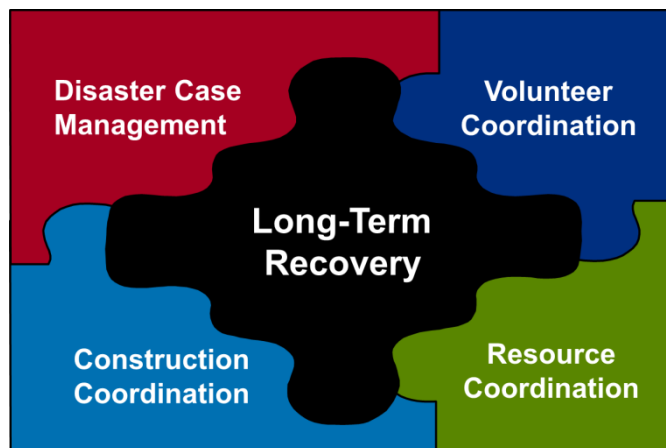 Disaster Case
Management
Volunteer
Coordination
Long-Term
Recovery
Construction
Coordination
Resource
Coordination